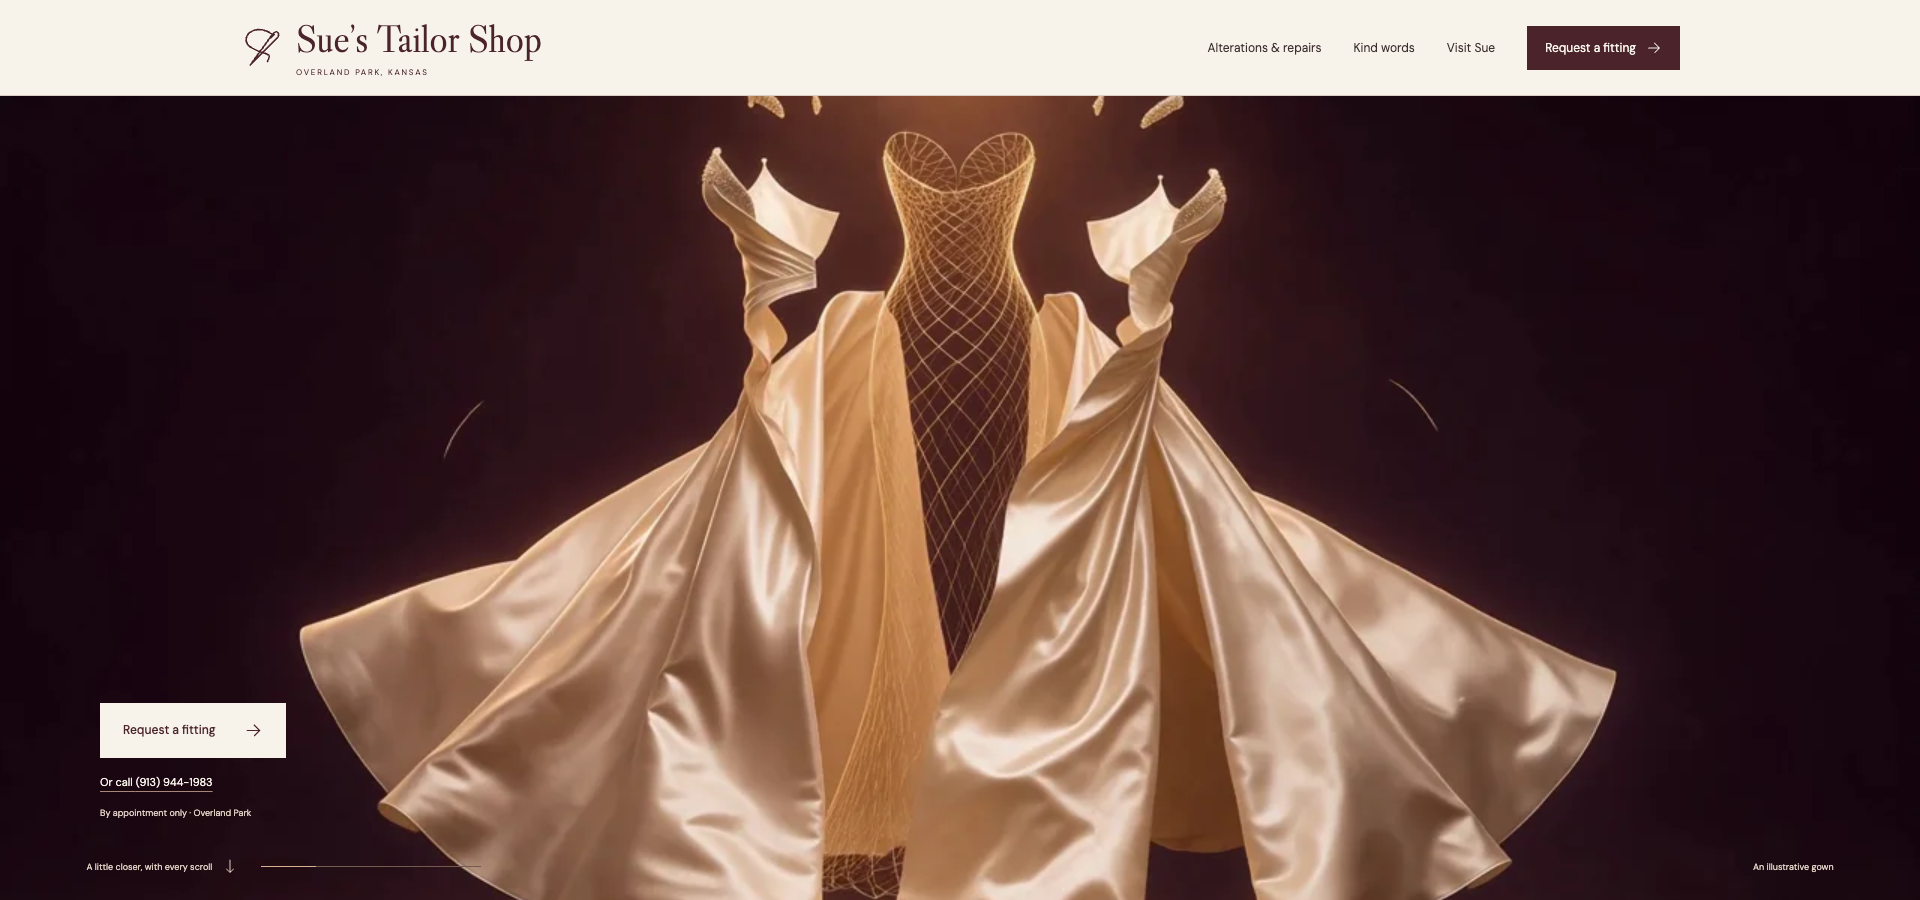 Sue's Tailor Shop
OVERLAND PARK, KANSAS
Alterations & repairs
Kind words
Visit Sue
Request a fitting
Request a fitting
Or call (913) 944-1983
By appointment only · Overland Park
A little closer, with every scroll
An illustrative gown